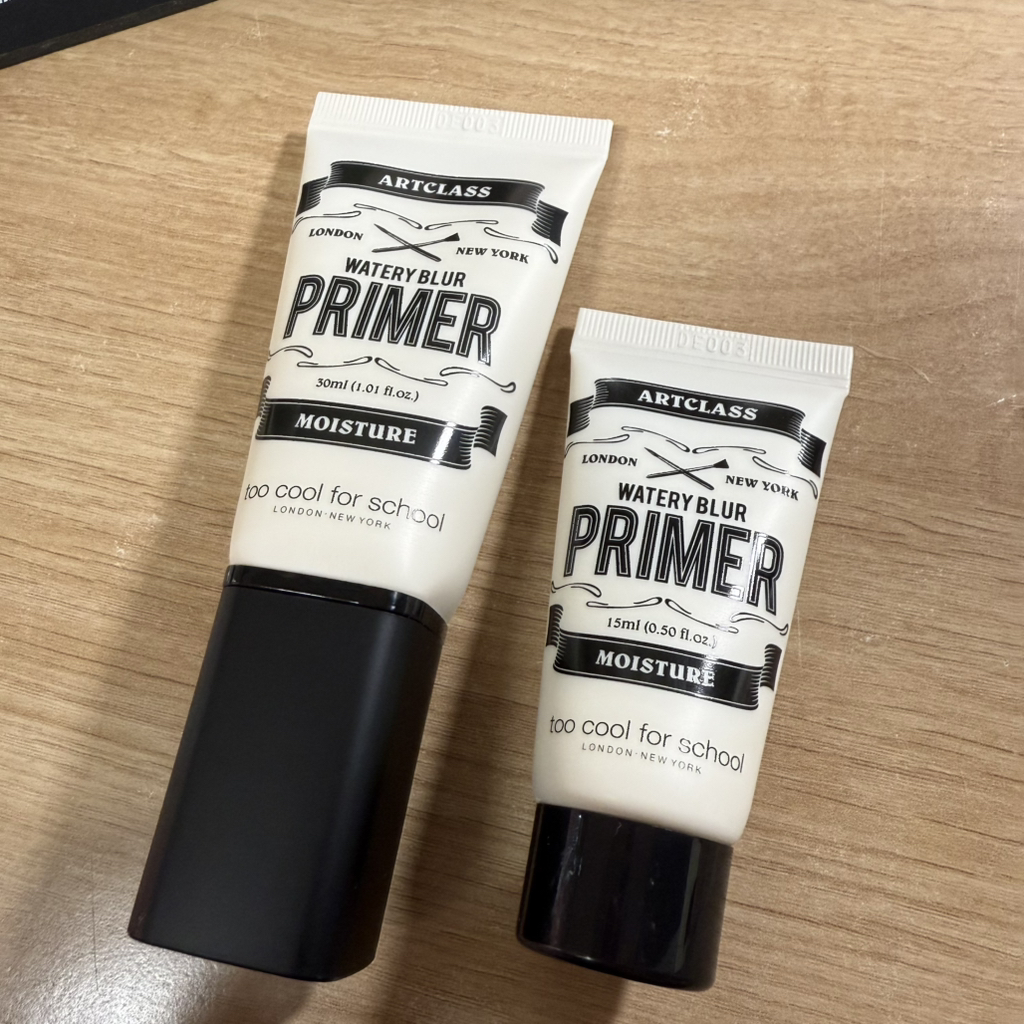 DF003
ARTCLASS
LONDON
NEW YORK
WATERY BLUR
PRIMER
30ml (1.01 fl.oz.)
MOISTURE
too cool for school
LONDON·NEW YORK
DF003
ARTCLASS
LONDON
NEW YORK
WATERY BLUR
PRIMER
15ml (0.50 fl.oz.)
MOISTURE
too cool for school
LONDON·NEW YORK